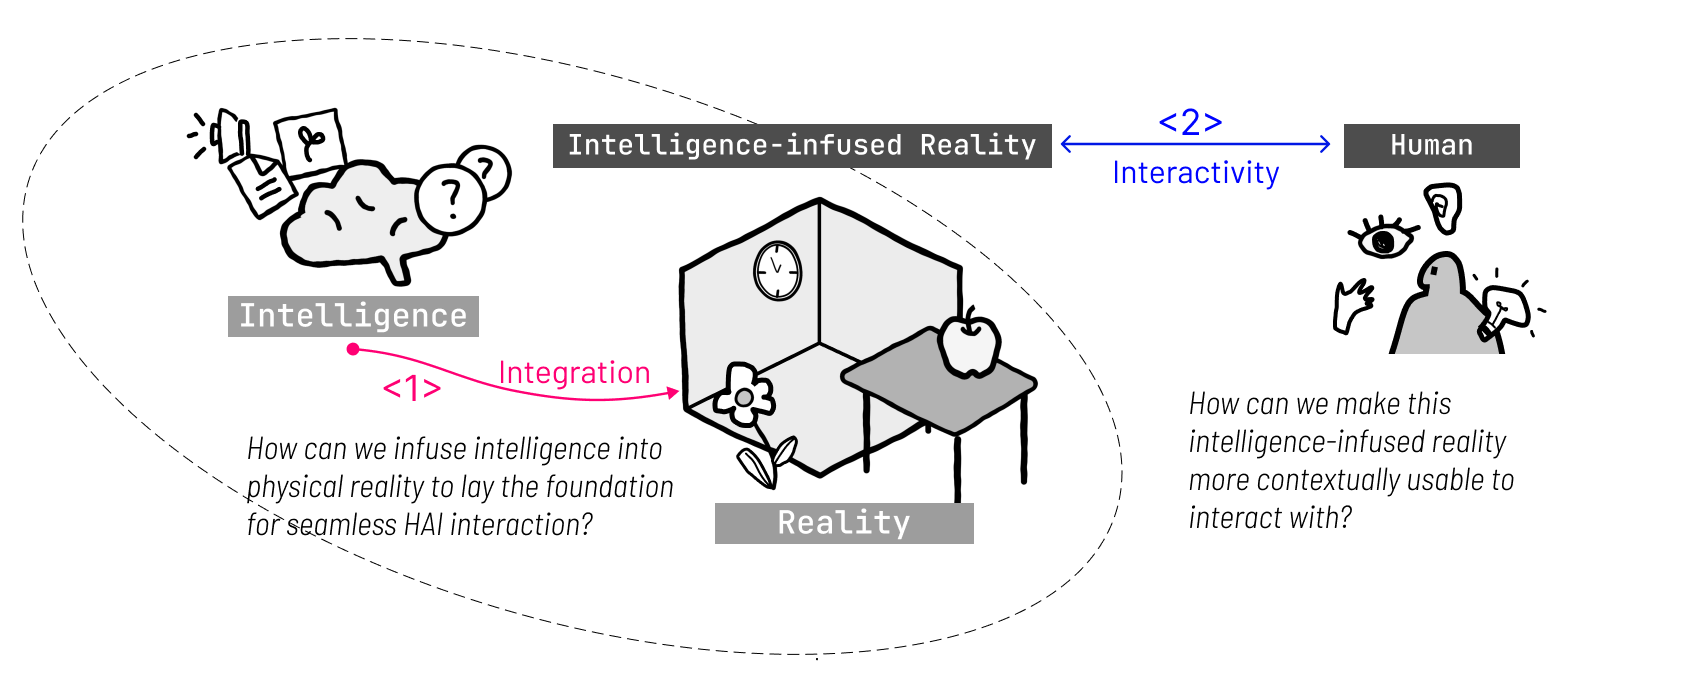 Intelligence-infused Reality
<2>
Interactivity
Human
?
?
Intelligence
<1>
Integration
How can we infuse intelligence into
physical reality to lay the foundation
for seamless HAI interaction?
Reality
How can we make this
intelligence-infused reality
more contextually usable to
interact with?